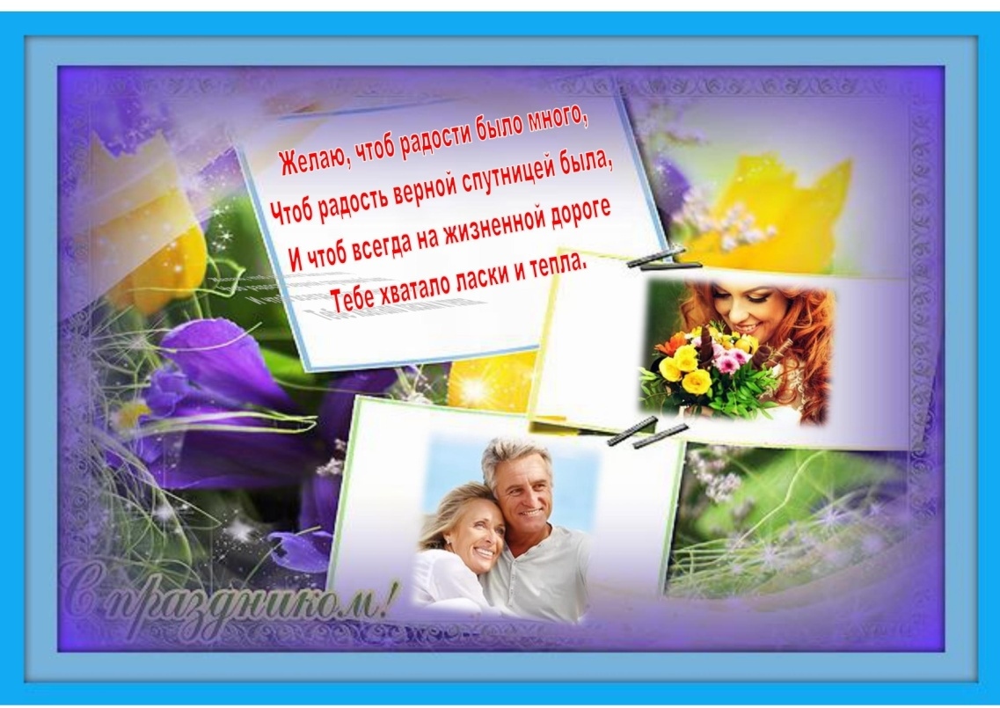 Желаю, чтоб радости было много,
Чтоб радость верной спутницей была,
И чтоб всегда на жизненной дороге
Тебе хватало ласки и тепла.
С праздником!